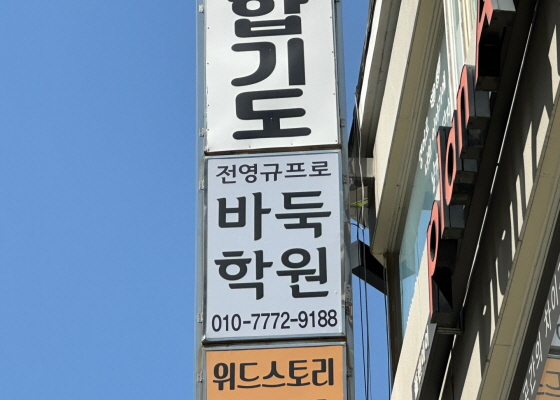 합기도
전영규프로
바둑
학원
010-7772-9188
위드스토리